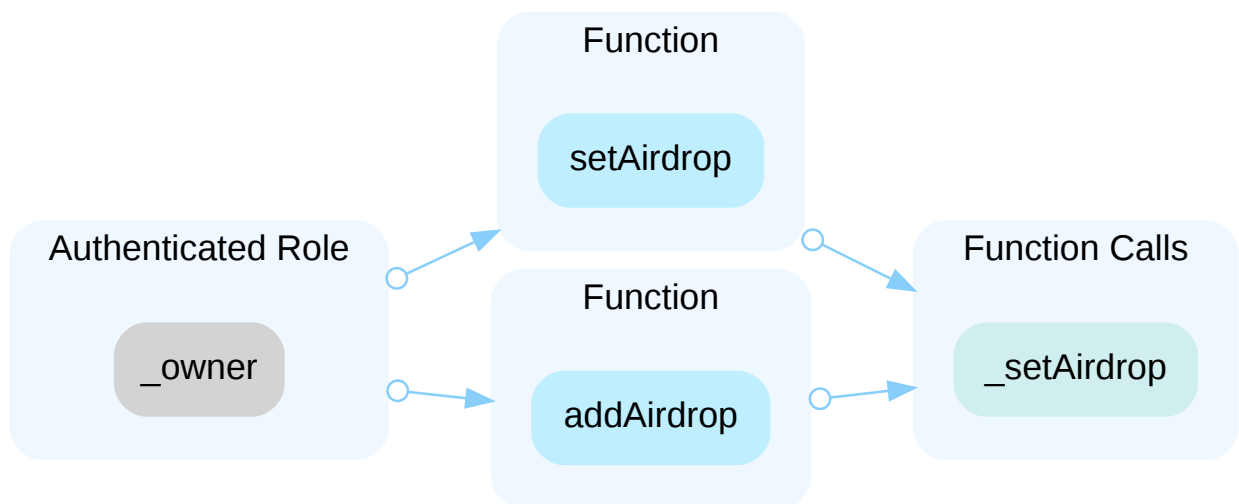 Function
setAirdrop
Authenticated Role
_owner
Function
addAirdrop
Function Calls
_setAirdrop